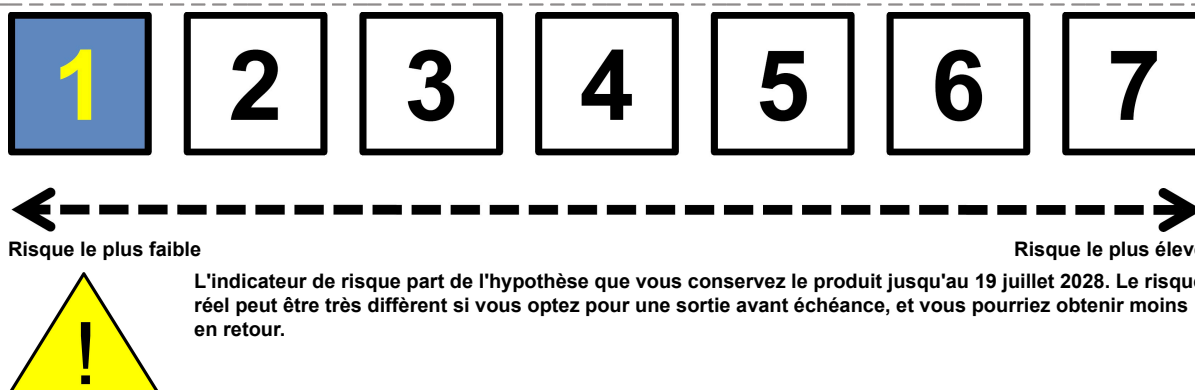 1 2 3 4 5 6 7
Risque le plus faible Risque le plus élevé
L'indicateur de risque part de l'hypothèse que vous conservez le produit jusqu'au 19 juillet 2028. Le risque
réel peut être très diffèrent si vous optez pour une sortie avant échéance, et vous pourriez obtenir moins
en retour.
!